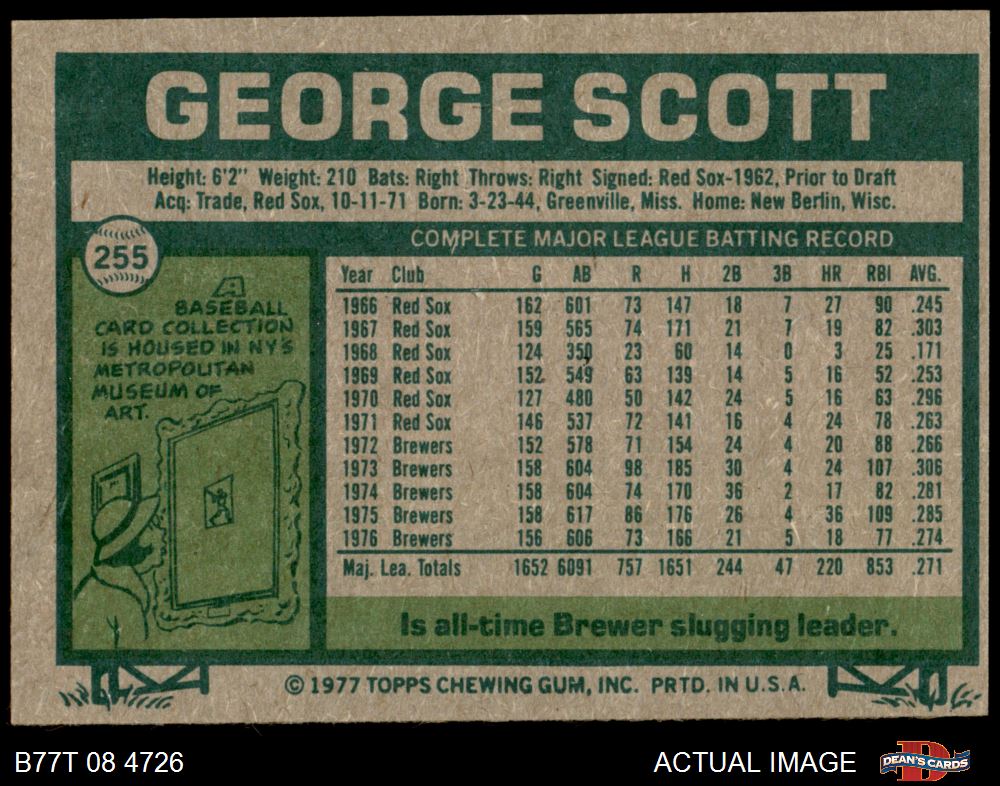 GEORGE SCOTT
Height: 6'2" Weight: 210 Bats: Right Throws: Right Signed: Red Sox-1962, Prior to Draft
Acq: Trade, Red Sox, 10-11-71 Born: 3-23-44, Greenville, Miss. Home: New Berlin, Wisc.
255
COMPLETE MAJOR LEAGUE BATTING RECORD
A
BASEBALL
CARD COLLECTION
IS HOUSED IN NY'S
METROPOLITAN
MUSEUM OF
ART.
Year Club G AB R H 2B 3B HR RBI AVG.
1966 Red Sox 162 601 73 147 18 7 27 90 .245
1967 Red Sox 159 565 74 171 21 7 19 82 .303
1968 Red Sox 124 350 23 60 14 0 3 25 .171
1969 Red Sox 152 549 63 139 14 5 16 52 .253
1970 Red Sox 127 480 50 142 24 5 16 63 .296
1971 Red Sox 146 537 72 141 16 4 24 78 .263
1972 Brewers 152 578 71 154 24 4 20 88 .266
1973 Brewers 158 604 98 185 30 4 24 107 .306
1974 Brewers 158 604 74 170 36 2 17 82 .281
1975 Brewers 158 617 86 176 26 4 36 109 .285
1976 Brewers 156 606 73 166 21 5 18 77 .274
Maj. Lea. Totals 1652 6091 757 1651 244 47 220 853 .271
Is all-time Brewer slugging leader.
© 1977 TOPPS CHEWING GUM, INC. PRTD. IN U.S.A.
B77T 08 4726
ACTUAL IMAGE
D
DEAN'S CARDS